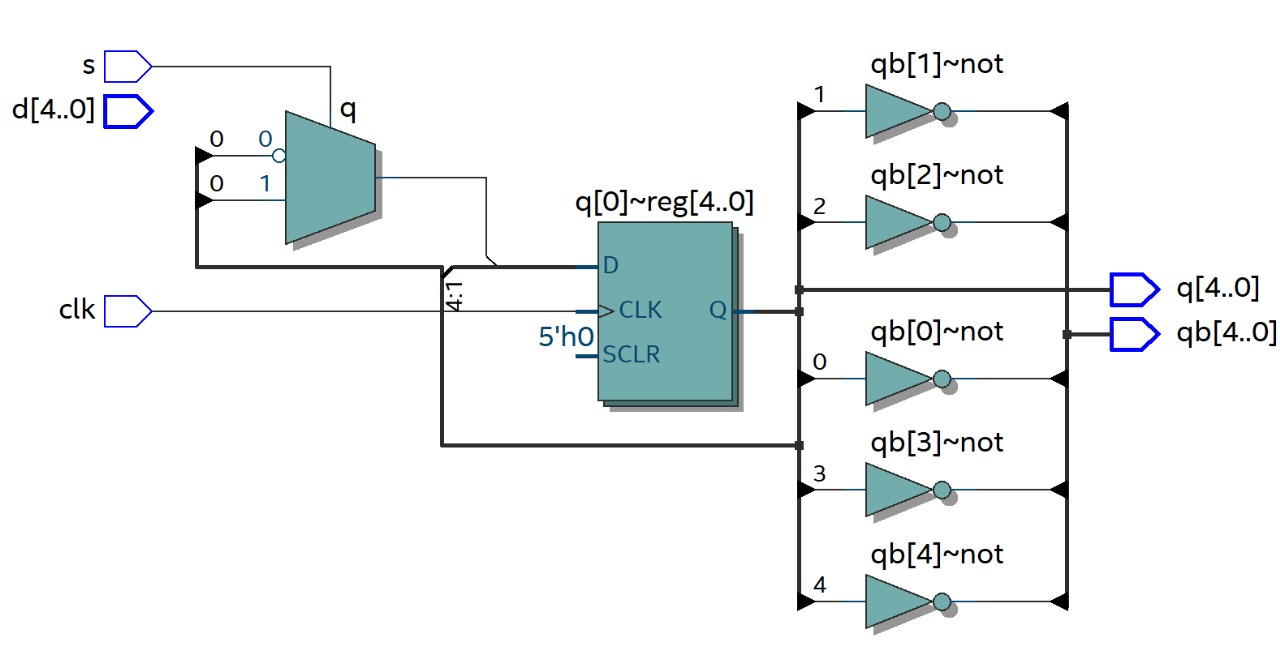 s
d[4..0]
q
0
0
0
1
clk
4:1
q[0]~reg[4..0]
D
CLK
Q
5'h0
SCLR
1
qb[1]~not
2
qb[2]~not
q[4..0]
qb[4..0]
0
qb[0]~not
3
qb[3]~not
4
qb[4]~not